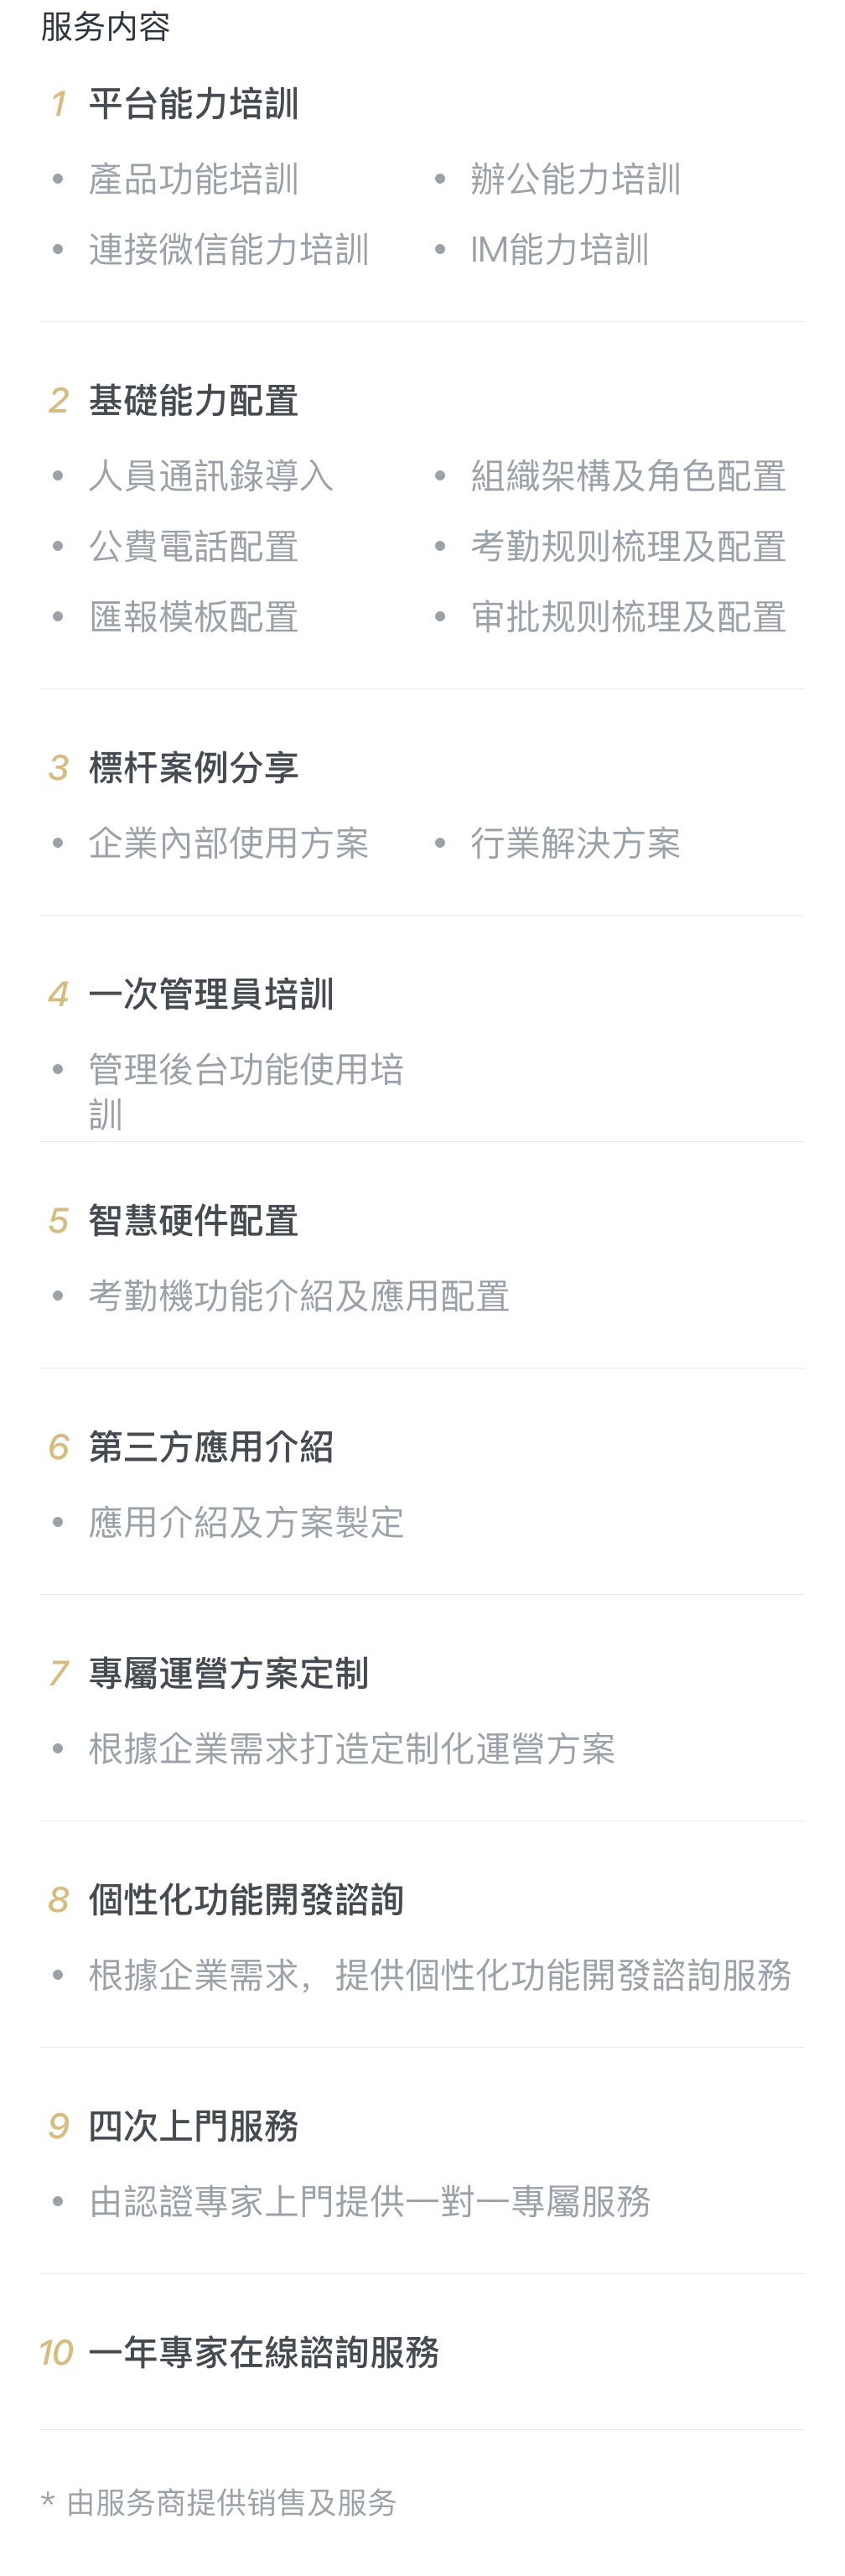 服务内容
1 平台能力培訓
• 產品功能培訓 • 辦公能力培訓
• 連接微信能力培訓 • IM能力培訓
2 基礎能力配置
• 人員通訊錄導入 • 組織架構及角色配置
• 公費電話配置 • 考勤规则梳理及配置
• 匯報模板配置 • 审批规则梳理及配置
3 標杆案例分享
• 企業內部使用方案 • 行業解決方案
4 一次管理員培訓
• 管理後台功能使用培
訓
5 智慧硬件配置
• 考勤機功能介紹及應用配置
6 第三方應用介紹
• 應用介紹及方案製定
7 專屬運營方案定制
• 根據企業需求打造定制化運營方案
8 個性化功能開發諮詢
• 根據企業需求，提供個性化功能開發諮詢服務
9 四次上門服務
• 由認證專家上門提供一對一專屬服務
10 一年專家在線諮詢服務
* 由服务商提供销售及服务